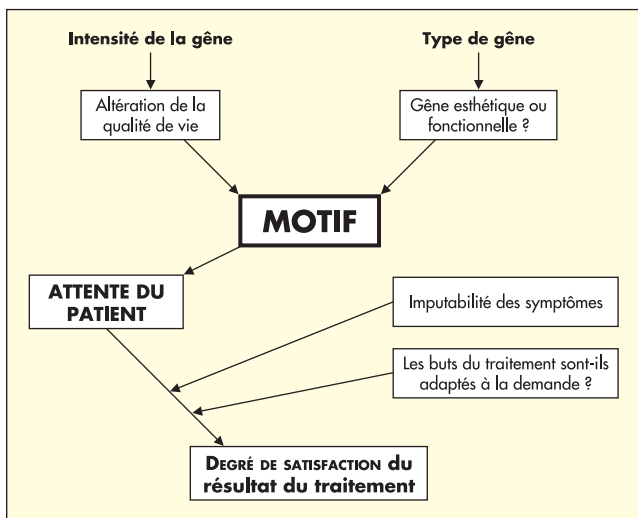 Intensité de la gêne
Type de gêne
Altération de la
qualité de vie
Gêne esthétique ou
fonctionnelle ?
MOTIF
ATTENTE DU
PATIENT
Imputabilité des symptômes
Les buts du traitement sont-ils
adaptés à la demande ?
DEGRÉ DE SATISFACTION du
résultat du traitement